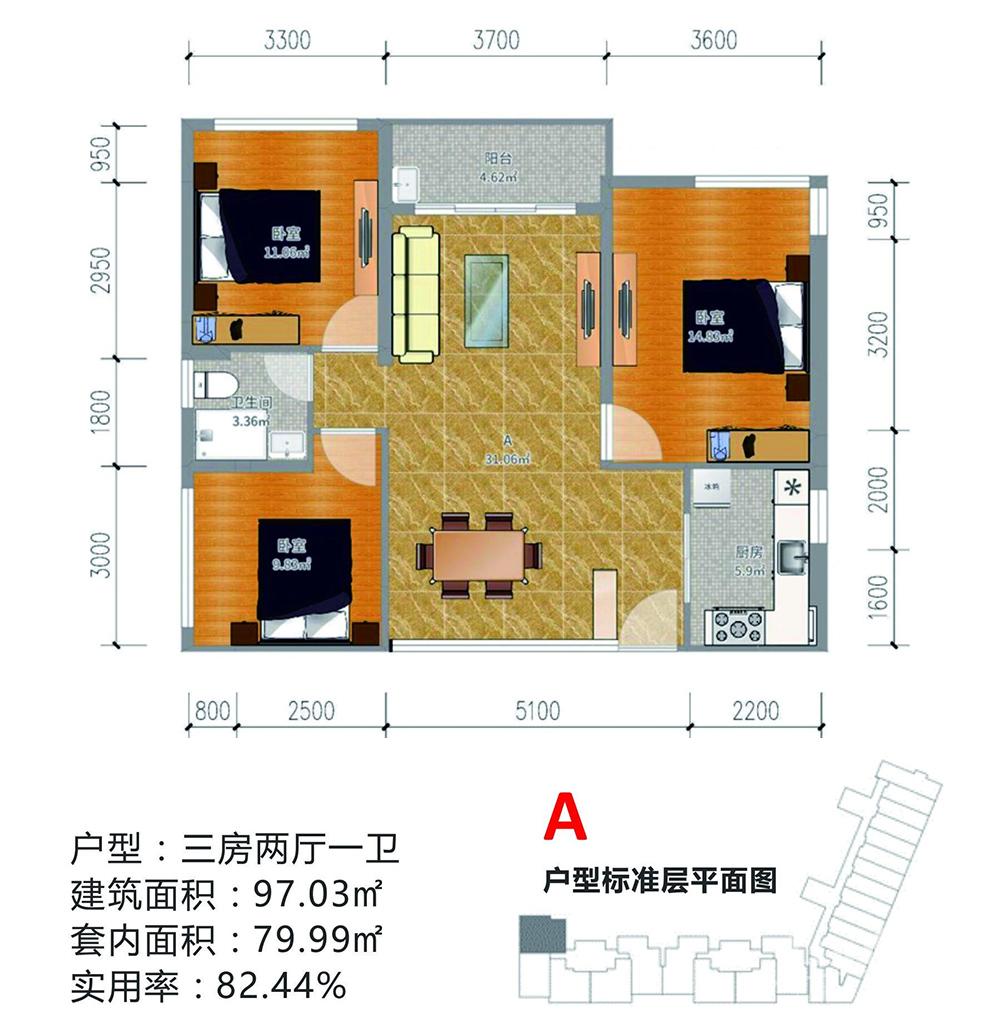 3300 3700 3600
950
2950
1800
3000
950
3200
2000
1600
阳台
4.62㎡
卧室
11.86㎡
卧室
14.83㎡
卫生间
3.36㎡
A
31.06㎡
冰箱
厨房
5.9㎡
卧室
9.83㎡
800 2500 5100 2200
户型：三房两厅一卫
建筑面积：97.03㎡
套内面积：79.99㎡
实用率：82.44%
A
户型标准层平面图